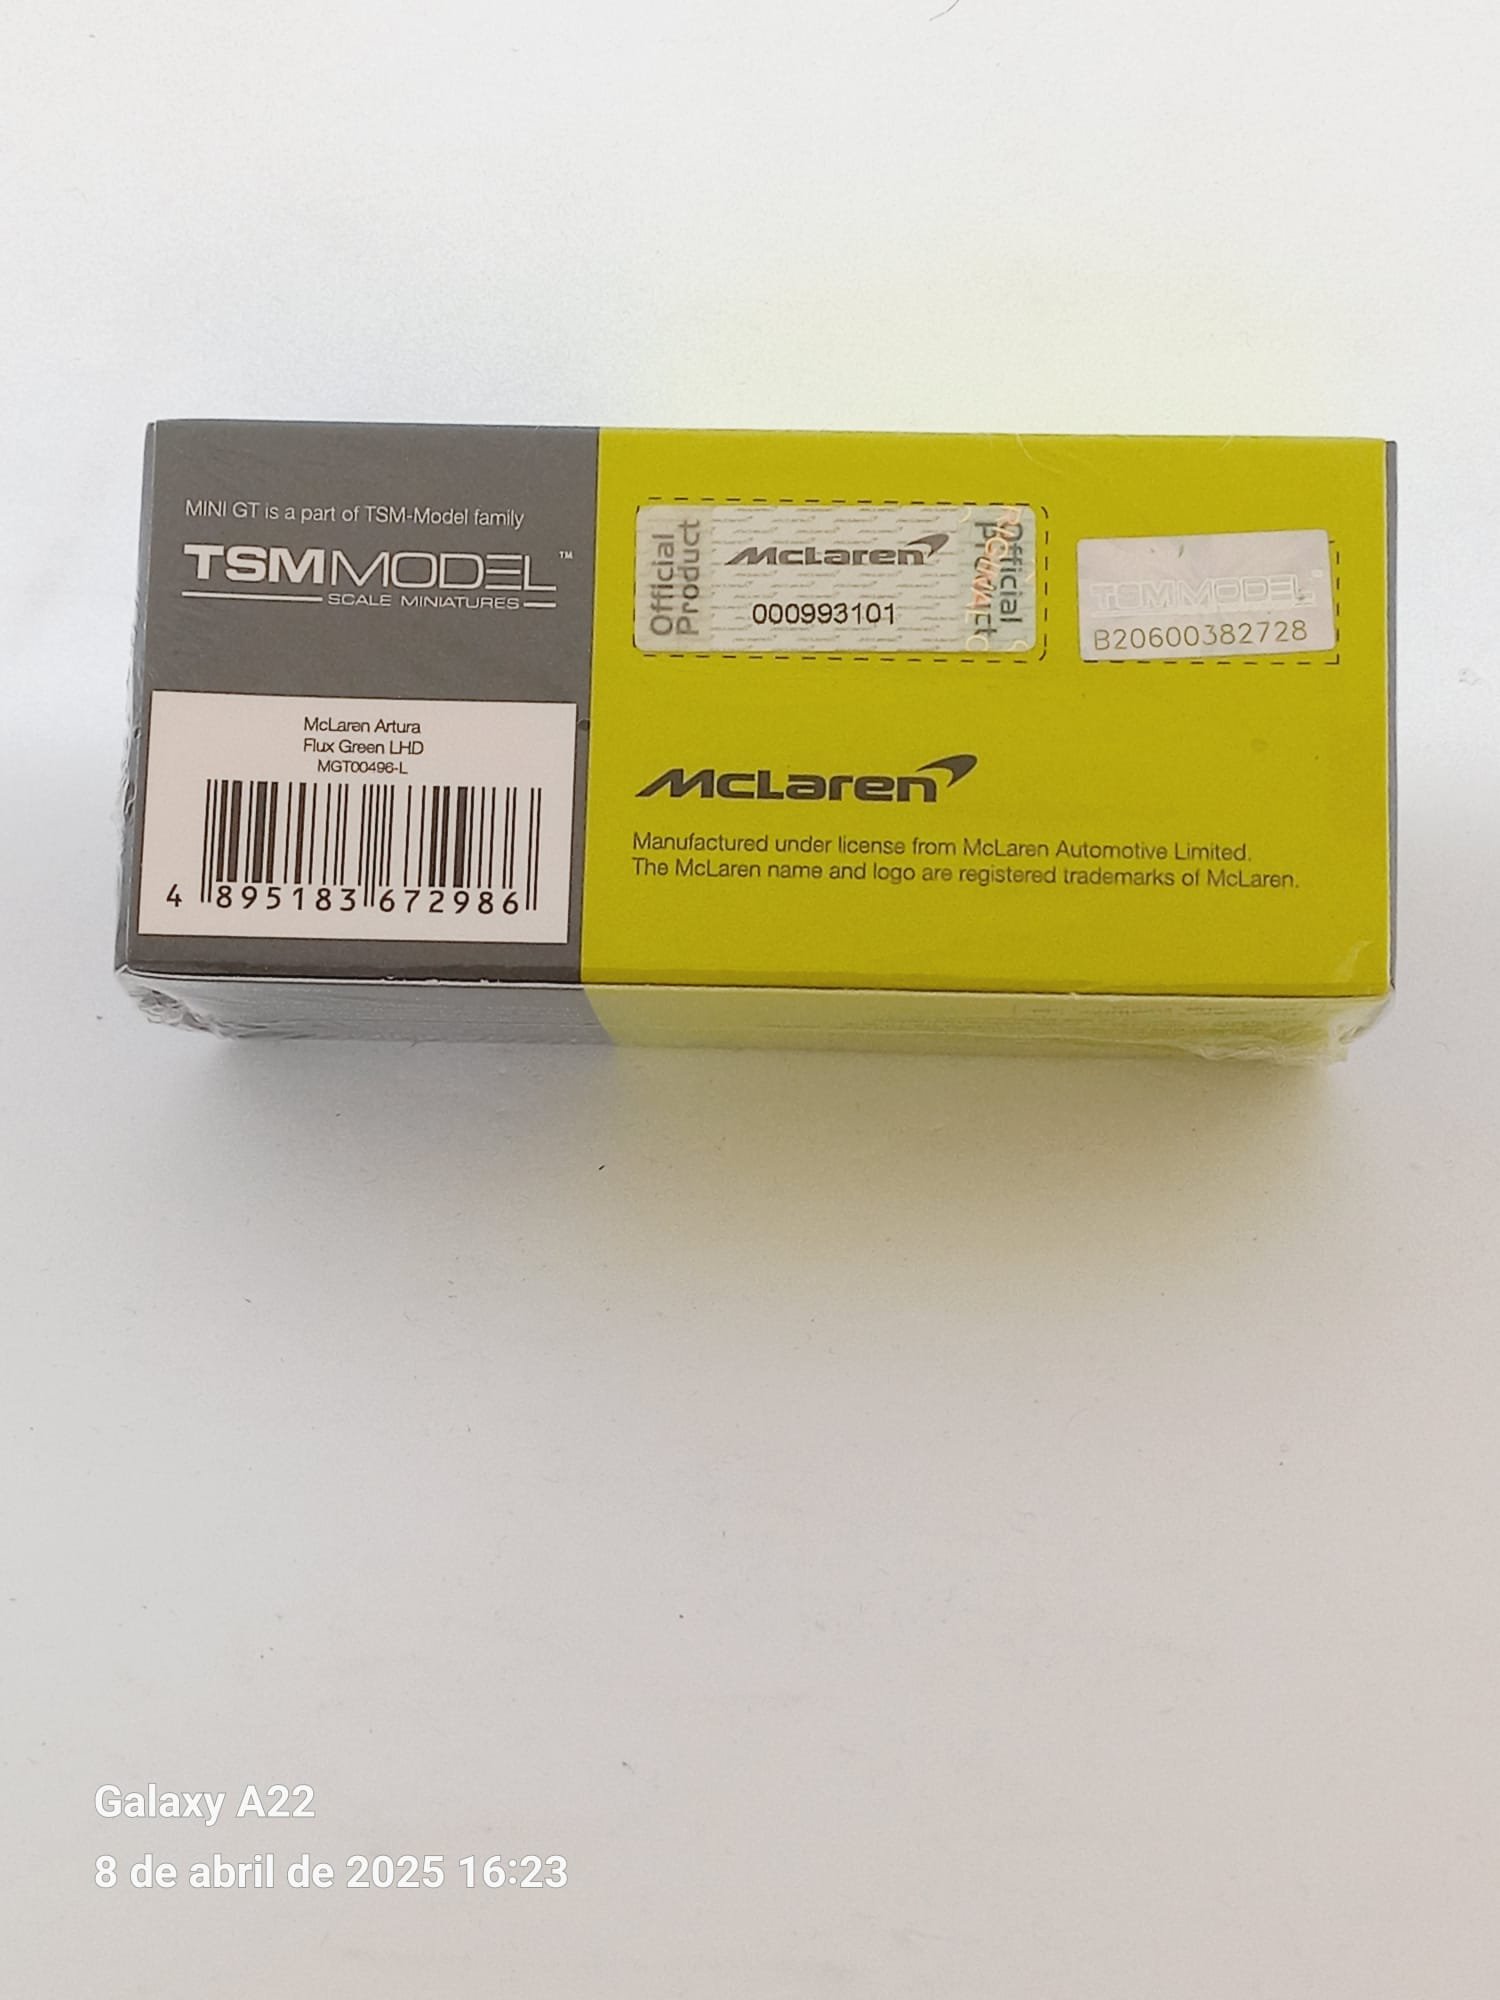 MINI GT is a part of TSM-Model family
TSMMODEL™
SCALE MINIATURES
McLaren Artura
Flux Green LHD
MGT00496-L
4 895183 672986
Official
Product
McLaren
000993101
Official
Product
TSMMODEL
B20600382728
McLaren
Manufactured under license from McLaren Automotive Limited.
The McLaren name and logo are registered trademarks of McLaren.
Galaxy A22
8 de abril de 2025 16:23